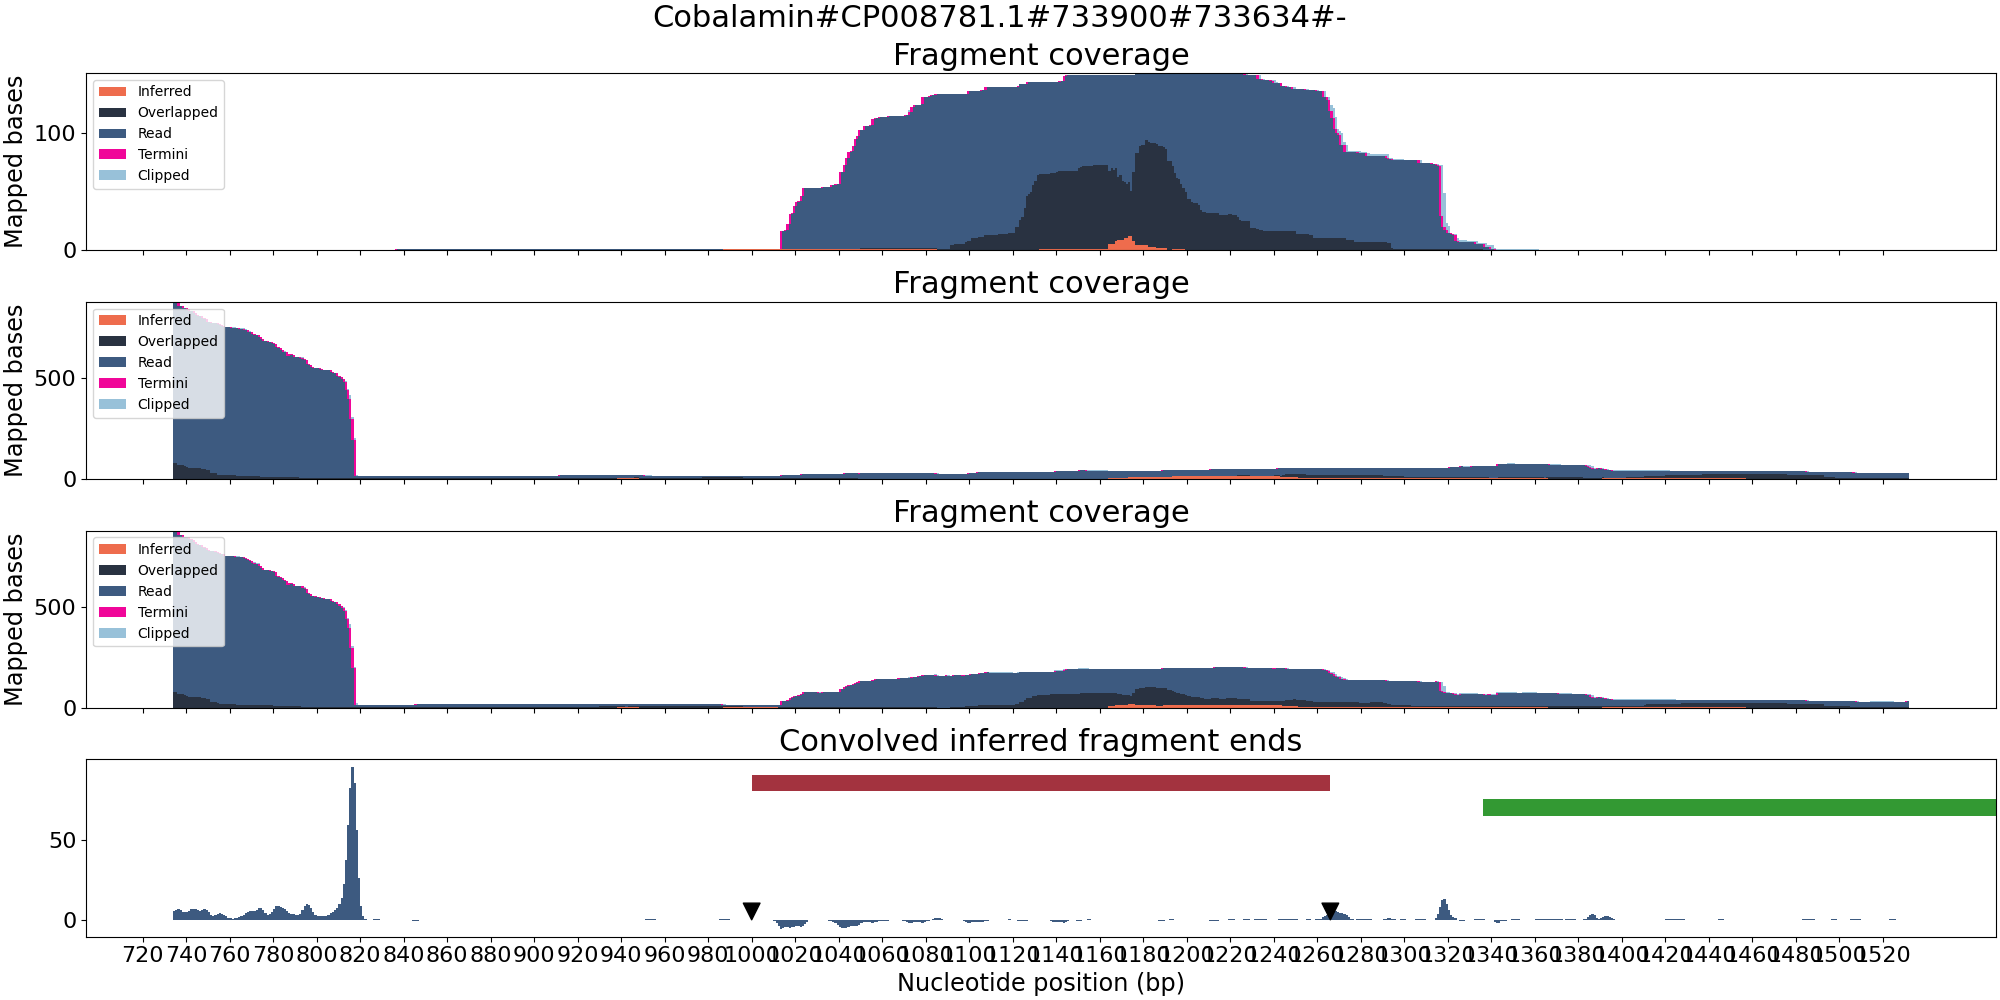 Cobalamin#CP008781.1#733900#733634#-
Fragment coverage
Mapped bases
100
0
Inferred
Overlapped
Read
Termini
Clipped
Fragment coverage
Mapped bases
500
0
Inferred
Overlapped
Read
Termini
Clipped
Fragment coverage
Mapped bases
500
0
Inferred
Overlapped
Read
Termini
Clipped
Convolved inferred fragment ends
50
0
720 740 760 780 800 820 840 860 880 900 920 940 960 980 1000 1020 1040 1060 1080 1100 1120 1140 1160 1180 1200 1220 1240 1260 1280 1300 1320 1340 1360 1380 1400 1420 1440 1460 1480 1500 1520
Nucleotide position (bp)